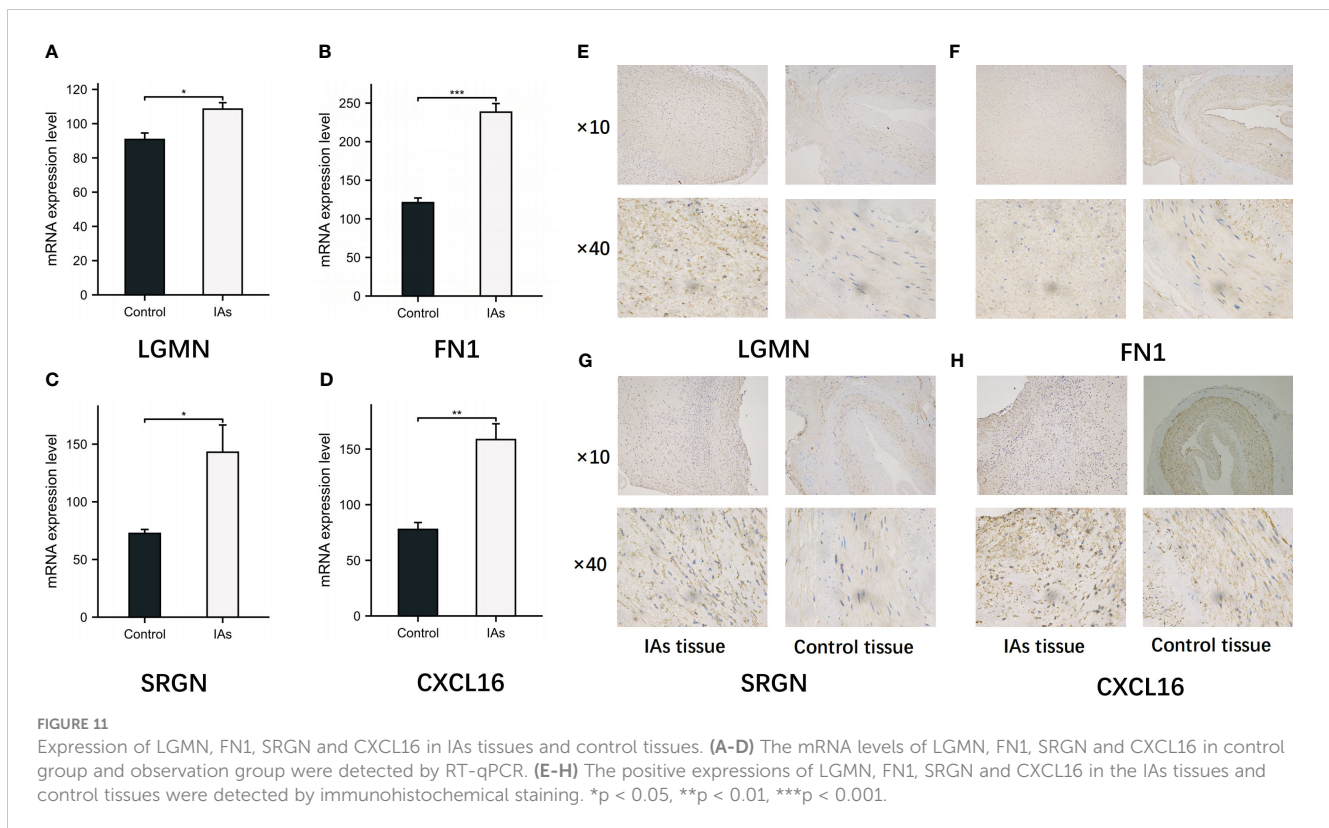 A
*
mRNA expression level
120
100
80
60
40
20
0
Control
IAs
LGMN
B
***
mRNA expression level
250
200
150
100
50
0
Control
IAs
FN1
C
*
mRNA expression level
150
100
50
0
Control
IAs
SRGN
D
**
mRNA expression level
150
100
50
0
Control
IAs
CXCL16
E
×10
×40
LGMN
F
FN1
G
×10
×40
IAs tissue
Control tissue
SRGN
H
IAs tissue
Control tissue
CXCL16
FIGURE 11
Expression of LGMN, FN1, SRGN and CXCL16 in IAs tissues and control tissues. (A-D) The mRNA levels of LGMN, FN1, SRGN and CXCL16 in control
group and observation group were detected by RT-qPCR. (E-H) The positive expressions of LGMN, FN1, SRGN and CXCL16 in the IAs tissues and
control tissues were detected by immunohistochemical staining. *p < 0.05, **p < 0.01, ***p < 0.001.